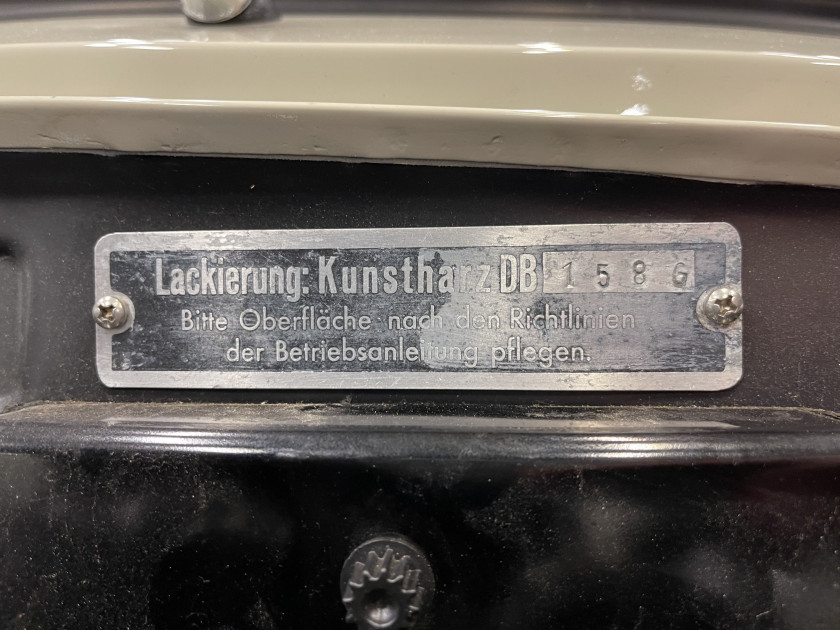 Lackierung: Kunstharz DB 158 G
Bitte Oberfläche nach den Richtlinien
der Betriebsanleitung pflegen.